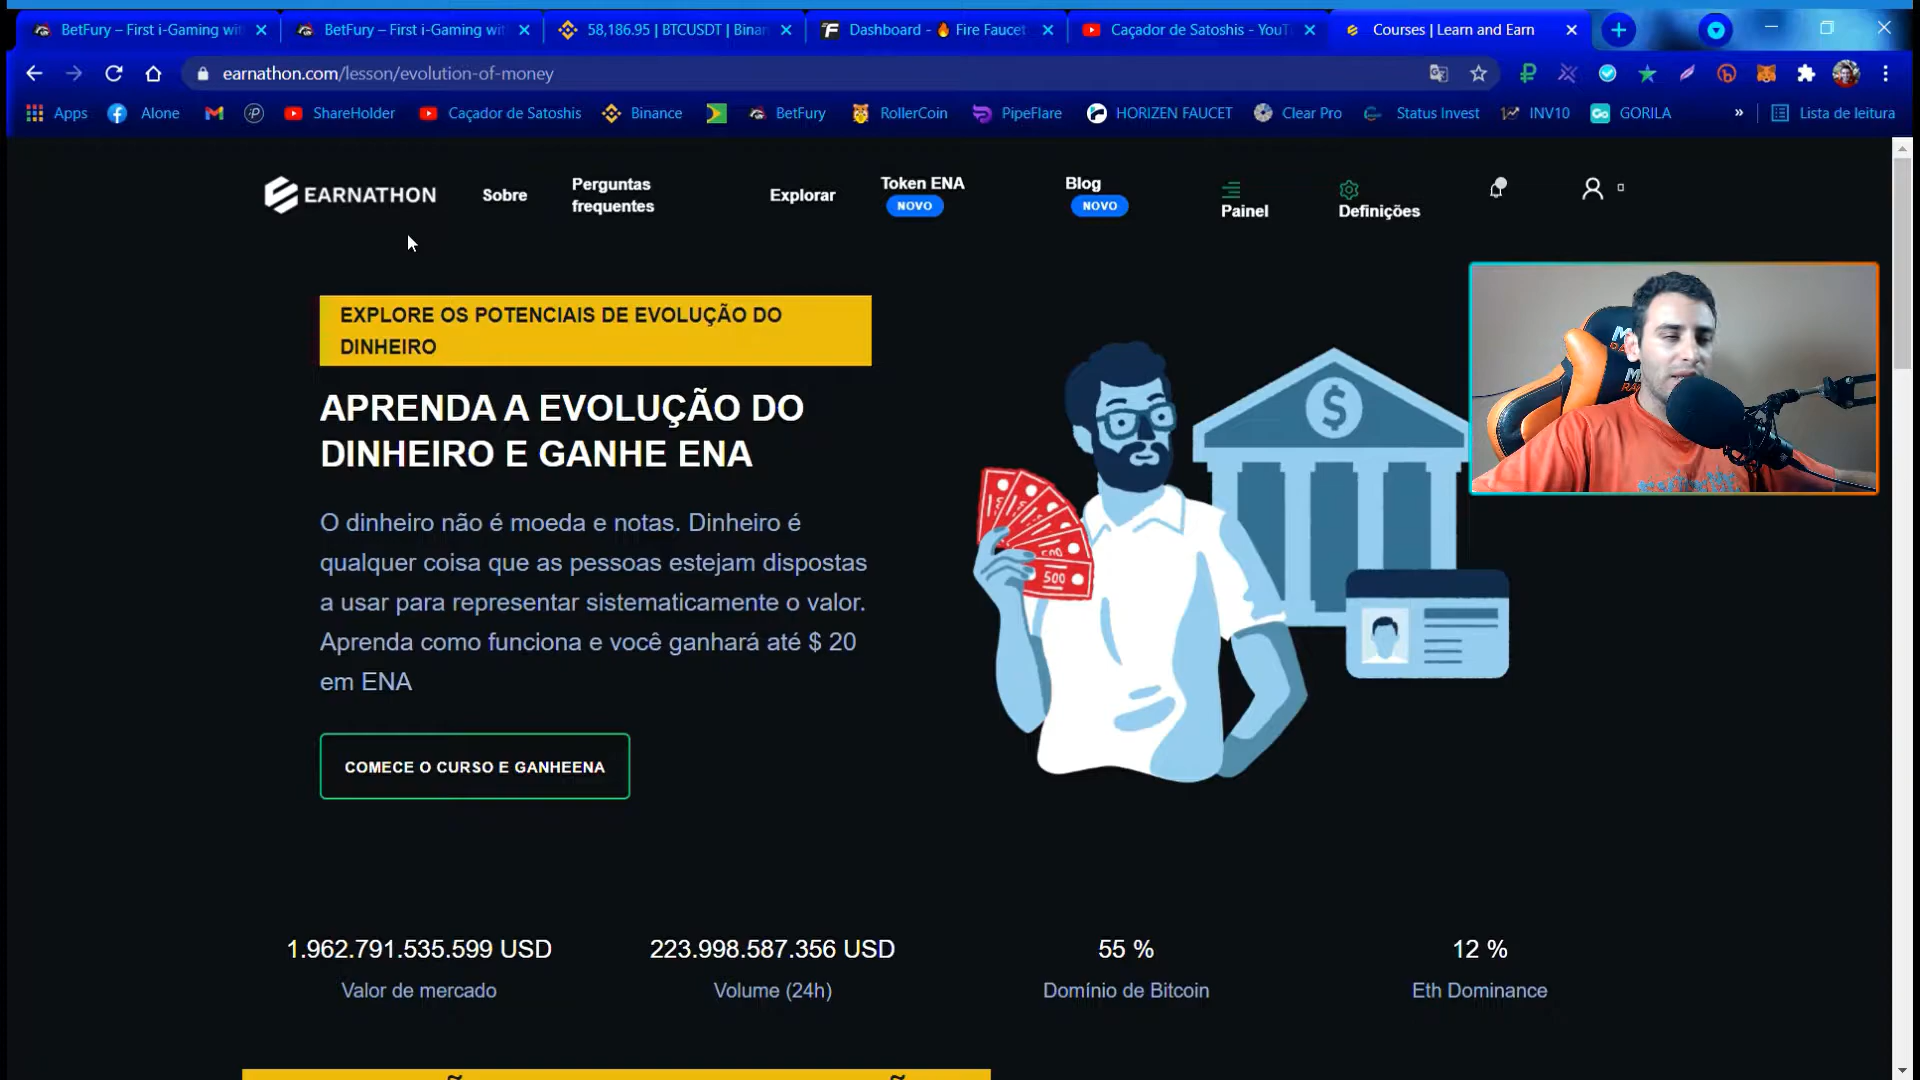 BetFury – First i-Gaming wit
BetFury – First i-Gaming wit
58,186.95 | BTCUSDT | Binan
Dashboard - 🔥 Fire Faucet
Caçador de Satoshis - YouT
Courses | Learn and Earn
earnathon.com/lesson/evolution-of-money
Apps
Alone
ShareHolder
Caçador de Satoshis
Binance
BetFury
RollerCoin
PipeFlare
HORIZEN FAUCET
Clear Pro
Status Invest
INV10
GORILA
»
Lista de leitura
EARNATHON
Sobre
Perguntas
frequentes
Explorar
Token ENA
NOVO
Blog
NOVO
Painel
Definições
EXPLORE OS POTENCIAIS DE EVOLUÇÃO DO
DINHEIRO
APRENDA A EVOLUÇÃO DO
DINHEIRO E GANHE ENA
O dinheiro não é moeda e notas. Dinheiro é
qualquer coisa que as pessoas estejam dispostas
a usar para representar sistematicamente o valor.
Aprenda como funciona e você ganhará até $ 20
em ENA
COMECE O CURSO E GANHEENA
$
500
500
1.962.791.535.599 USD
Valor de mercado
223.998.587.356 USD
Volume (24h)
55 %
Domínio de Bitcoin
12 %
Eth Dominance